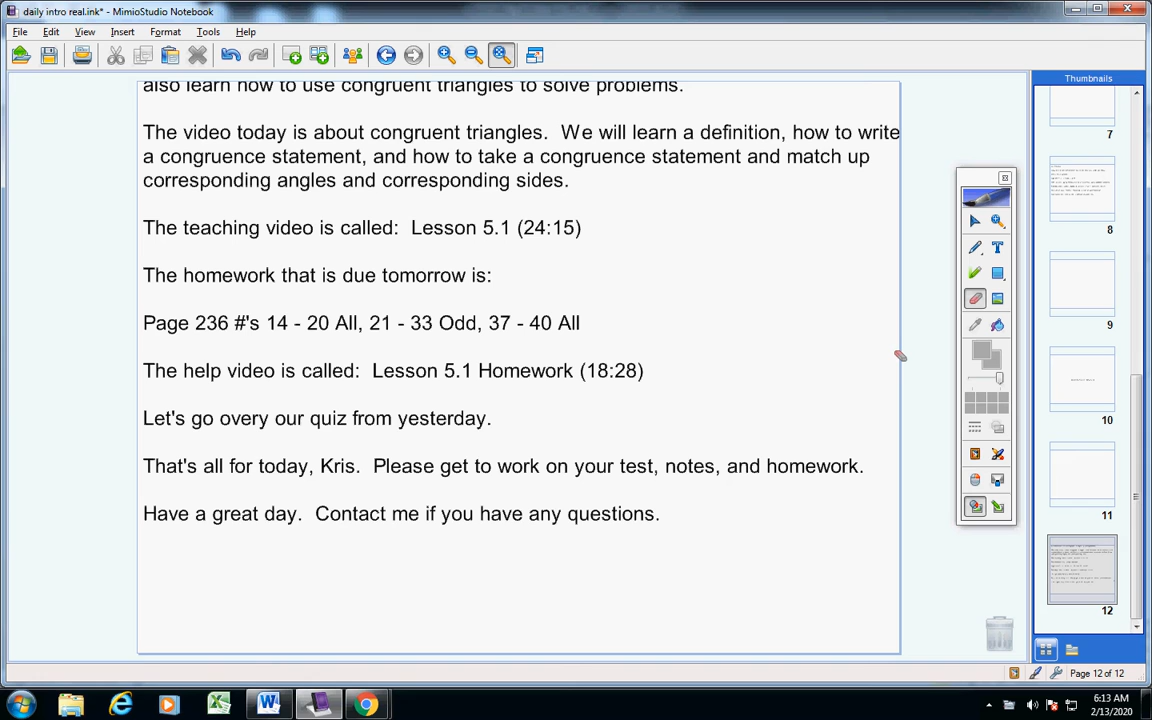 daily intro real.ink* - MimioStudio Notebook
File Edit View Insert Format Tools Help
Thumbnails
also learn how to use congruent triangles to solve problems.
The video today is about congruent triangles. We will learn a definition, how to write
a congruence statement, and how to take a congruence statement and match up
corresponding angles and corresponding sides.
The teaching video is called: Lesson 5.1 (24:15)
The homework that is due tomorrow is:
Page 236 #'s 14 - 20 All, 21 - 33 Odd, 37 - 40 All
The help video is called: Lesson 5.1 Homework (18:28)
Let's go overy our quiz from yesterday.
That's all for today, Kris. Please get to work on your test, notes, and homework.
Have a great day. Contact me if you have any questions.
7
8
9
10
11
12
Page 12 of 12
6:13 AM
2/13/2020